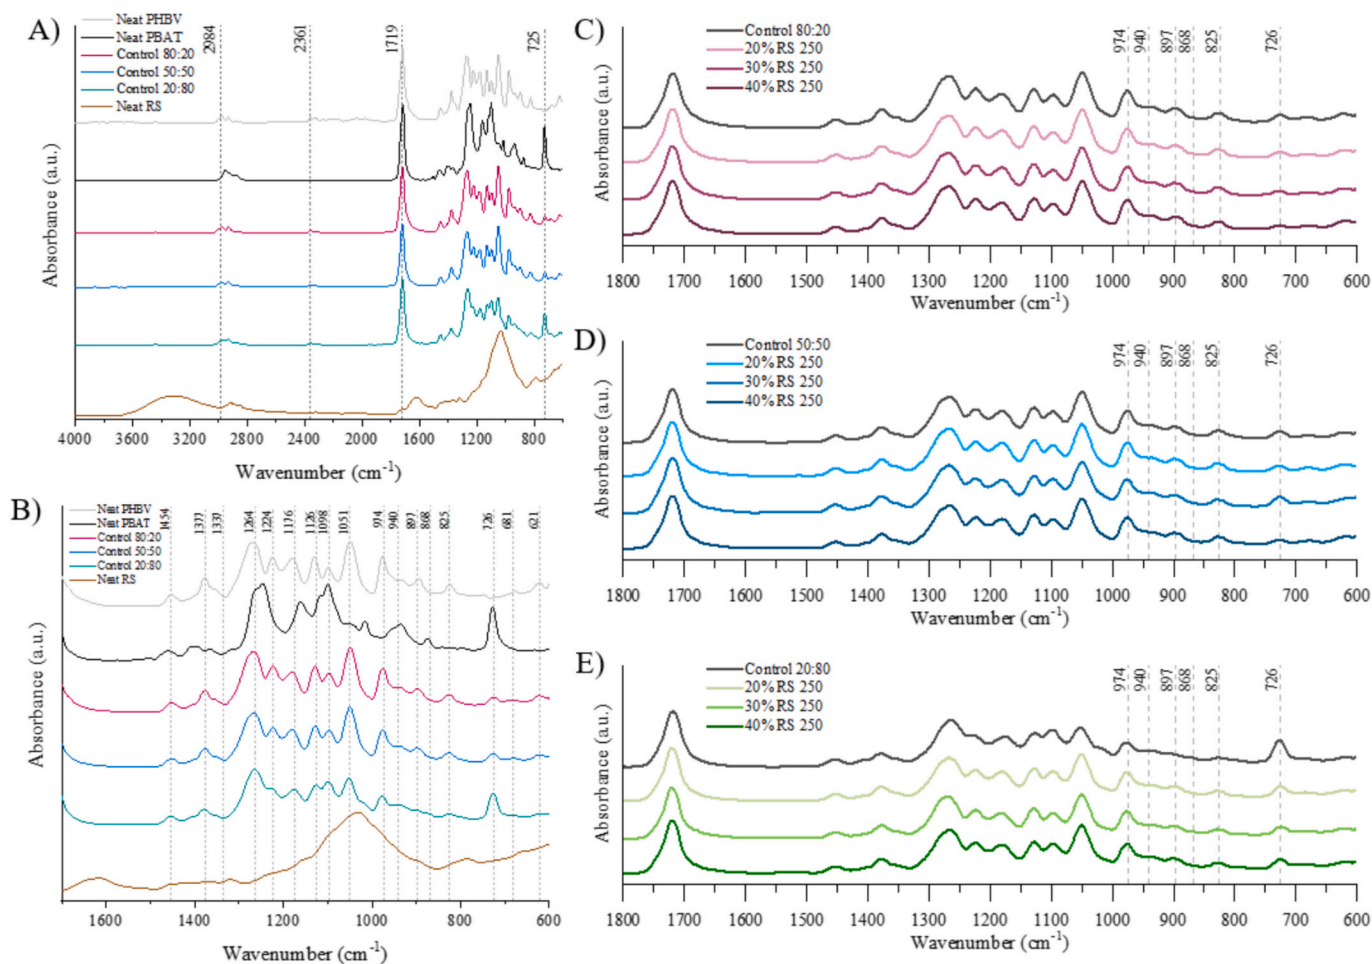 A)
Neat PHBV
Neat PBAT
Control 80:20
Control 50:50
Control 20:80
Neat RS
2984
2361
1719
725
Absorbance (a.u.)
4000 3200 2400 1600 1400 1200 1000 800
Wavenumber (cm-1)
B)
Neat PHBV
Neat PBAT
Control 80:20
Control 50:50
Control 20:80
Neat RS
1454
1377
1337
1264
1224
1176
1126
1098
1051
974
940
897
868
825
726
681
621
Absorbance (a.u.)
1600 1400 1200 1000 800 600
Wavenumber (cm-1)
C)
Control 80:20
20% RS 250
30% RS 250
40% RS 250
974
940
897
868
825
726
Absorbance (a.u.)
1800 1700 1600 1500 1400 1300 1200 1100 1000 900 800 700 600
Wavenumber (cm-1)
D)
Control 50:50
20% RS 250
30% RS 250
40% RS 250
974
940
897
868
825
726
Absorbance (a.u.)
1800 1700 1600 1500 1400 1300 1200 1100 1000 900 800 700 600
Wavenumber (cm-1)
E)
Control 20:80
20% RS 250
30% RS 250
40% RS 250
974
940
897
868
825
726
Absorbance (a.u.)
1800 1700 1600 1500 1400 1300 1200 1100 1000 900 800 700 600
Wavenumber (cm-1)